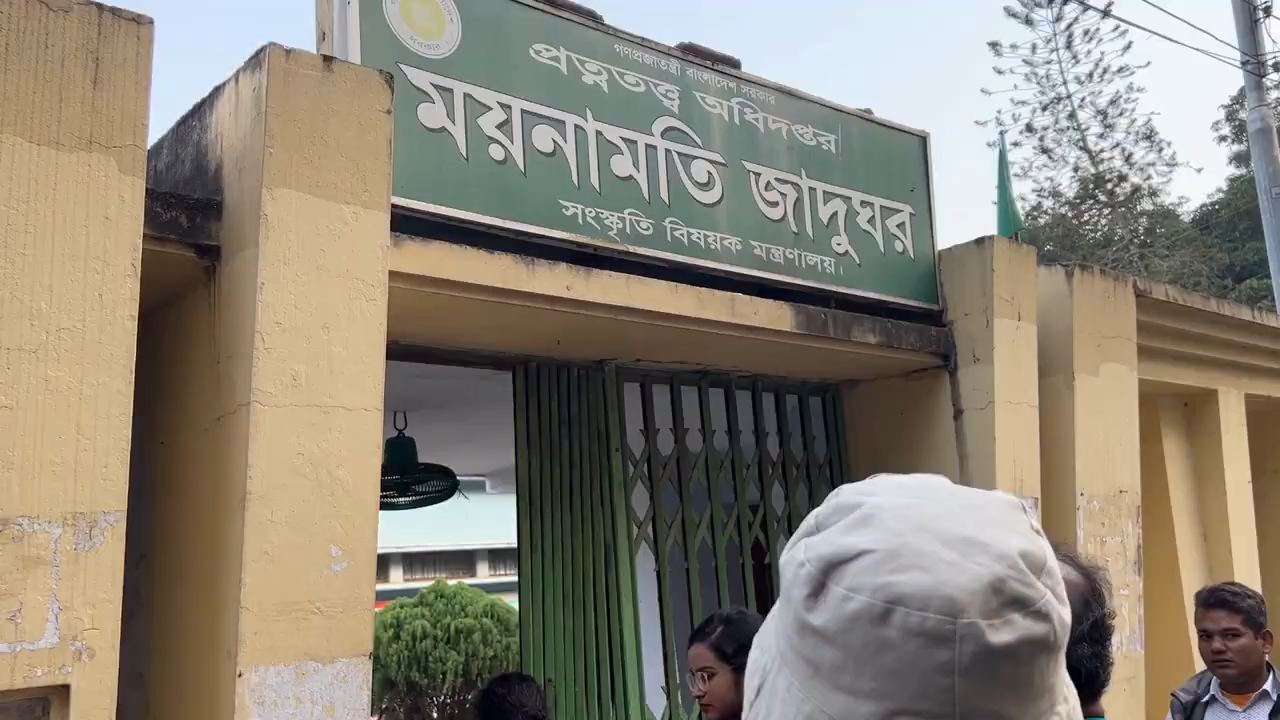 গণপ্রজাতন্ত্রী বাংলাদেশ সরকার
প্রত্নতত্ত্ব অধিদপ্তর
ময়নামতি জাদুঘর
সংস্কৃতি বিষয়ক মন্ত্রণালয়।